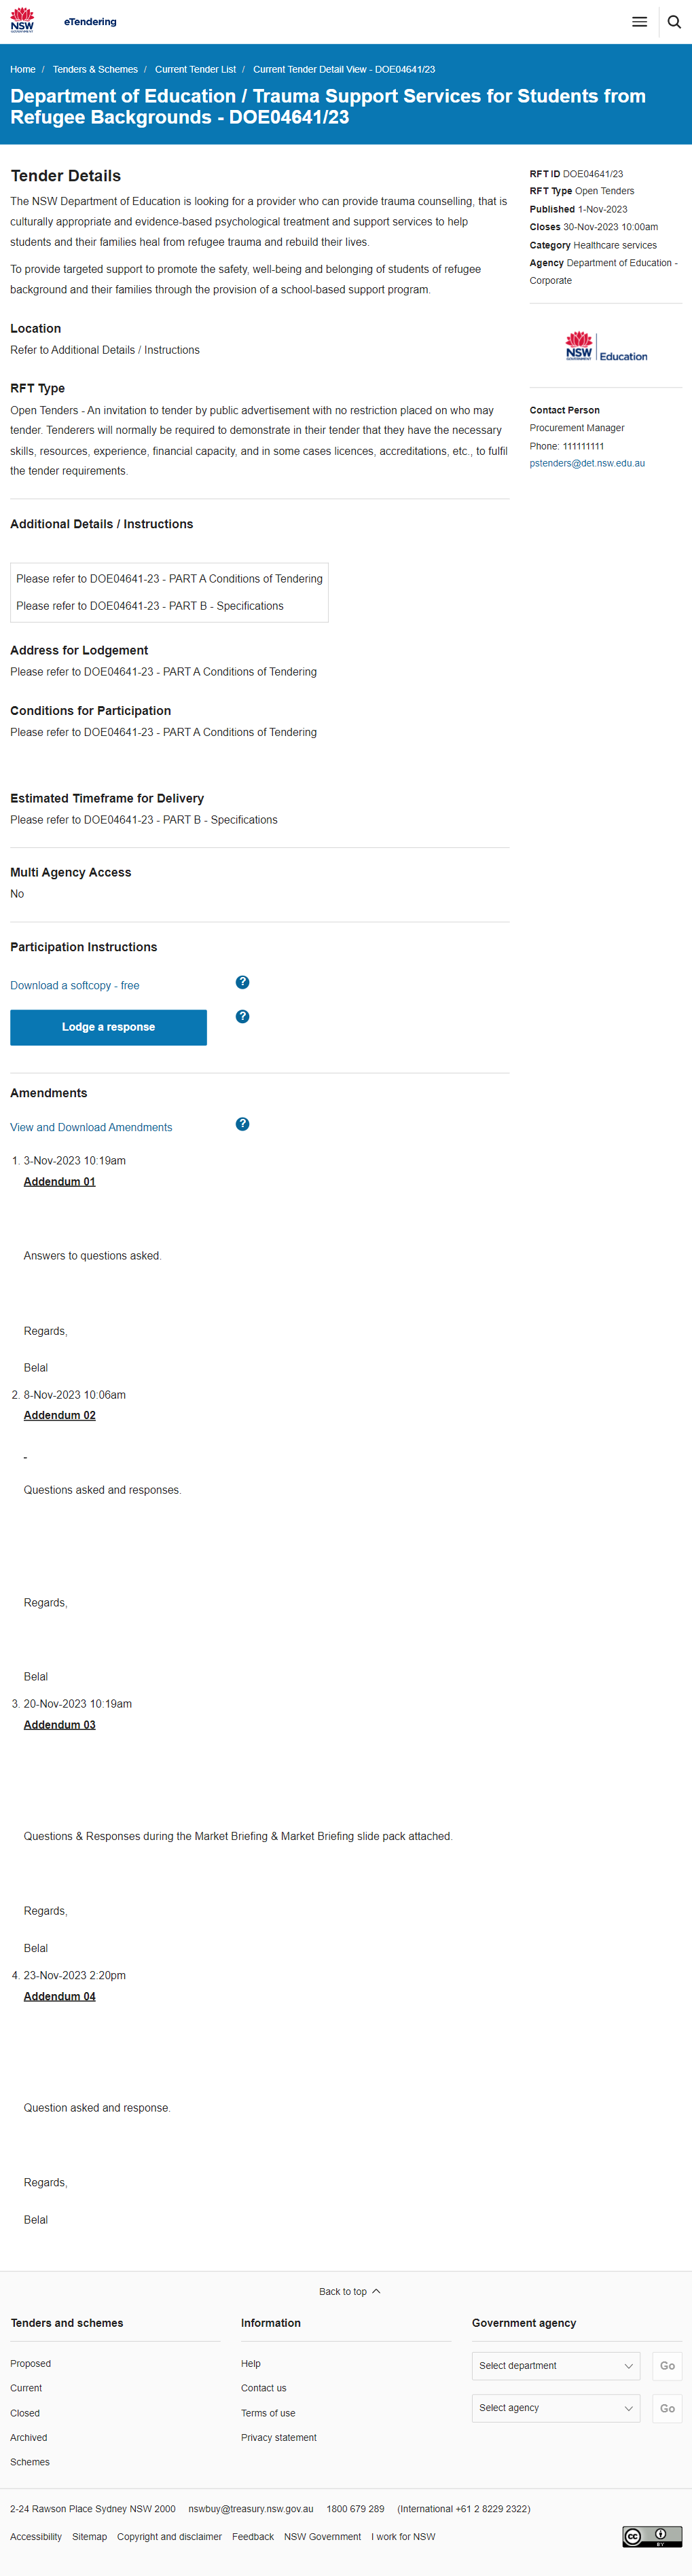 NSW
GOVERNMENT
eTendering
Home / Tenders & Schemes / Current Tender List / Current Tender Detail View - DOE04641/23
Department of Education / Trauma Support Services for Students from
Refugee Backgrounds - DOE04641/23
Tender Details
The NSW Department of Education is looking for a provider who can provide trauma counselling, that is
culturally appropriate and evidence-based psychological treatment and support services to help
students and their families heal from refugee trauma and rebuild their lives.
To provide targeted support to promote the safety, well-being and belonging of students of refugee
background and their families through the provision of a school-based support program.
Location
Refer to Additional Details / Instructions
RFT Type
Open Tenders - An invitation to tender by public advertisement with no restriction placed on who may
tender. Tenderers will normally be required to demonstrate in their tender that they have the necessary
skills, resources, experience, financial capacity, and in some cases licences, accreditations, etc., to fulfil
the tender requirements.
RFT ID DOE04641/23
RFT Type Open Tenders
Published 1-Nov-2023
Closes 30-Nov-2023 10:00am
Category Healthcare services
Agency Department of Education -
Corporate
NSW
GOVERNMENT
Education
Contact Person
Procurement Manager
Phone: 111111111
pstenders@det.nsw.edu.au
Additional Details / Instructions
Please refer to DOE04641-23 - PART A Conditions of Tendering
Please refer to DOE04641-23 - PART B - Specifications
Address for Lodgement
Please refer to DOE04641-23 - PART A Conditions of Tendering
Conditions for Participation
Please refer to DOE04641-23 - PART A Conditions of Tendering
Estimated Timeframe for Delivery
Please refer to DOE04641-23 - PART B - Specifications
Multi Agency Access
No
Participation Instructions
Download a softcopy - free ?
Lodge a response ?
Amendments
View and Download Amendments ?
1. 3-Nov-2023 10:19am
Addendum 01
Answers to questions asked.
Regards,
Belal
2. 8-Nov-2023 10:06am
Addendum 02
-
Questions asked and responses.
Regards,
Belal
3. 20-Nov-2023 10:19am
Addendum 03
Questions & Responses during the Market Briefing & Market Briefing slide pack attached.
Regards,
Belal
4. 23-Nov-2023 2:20pm
Addendum 04
Question asked and response.
Regards,
Belal
Back to top
Tenders and schemes
Proposed
Current
Closed
Archived
Schemes
Information
Help
Contact us
Terms of use
Privacy statement
Government agency
Select department Go
Select agency Go
2-24 Rawson Place Sydney NSW 2000 nswbuy@treasury.nsw.gov.au 1800 679 289 (International +61 2 8229 2322)
Accessibility Sitemap Copyright and disclaimer Feedback NSW Government I work for NSW
cc BY